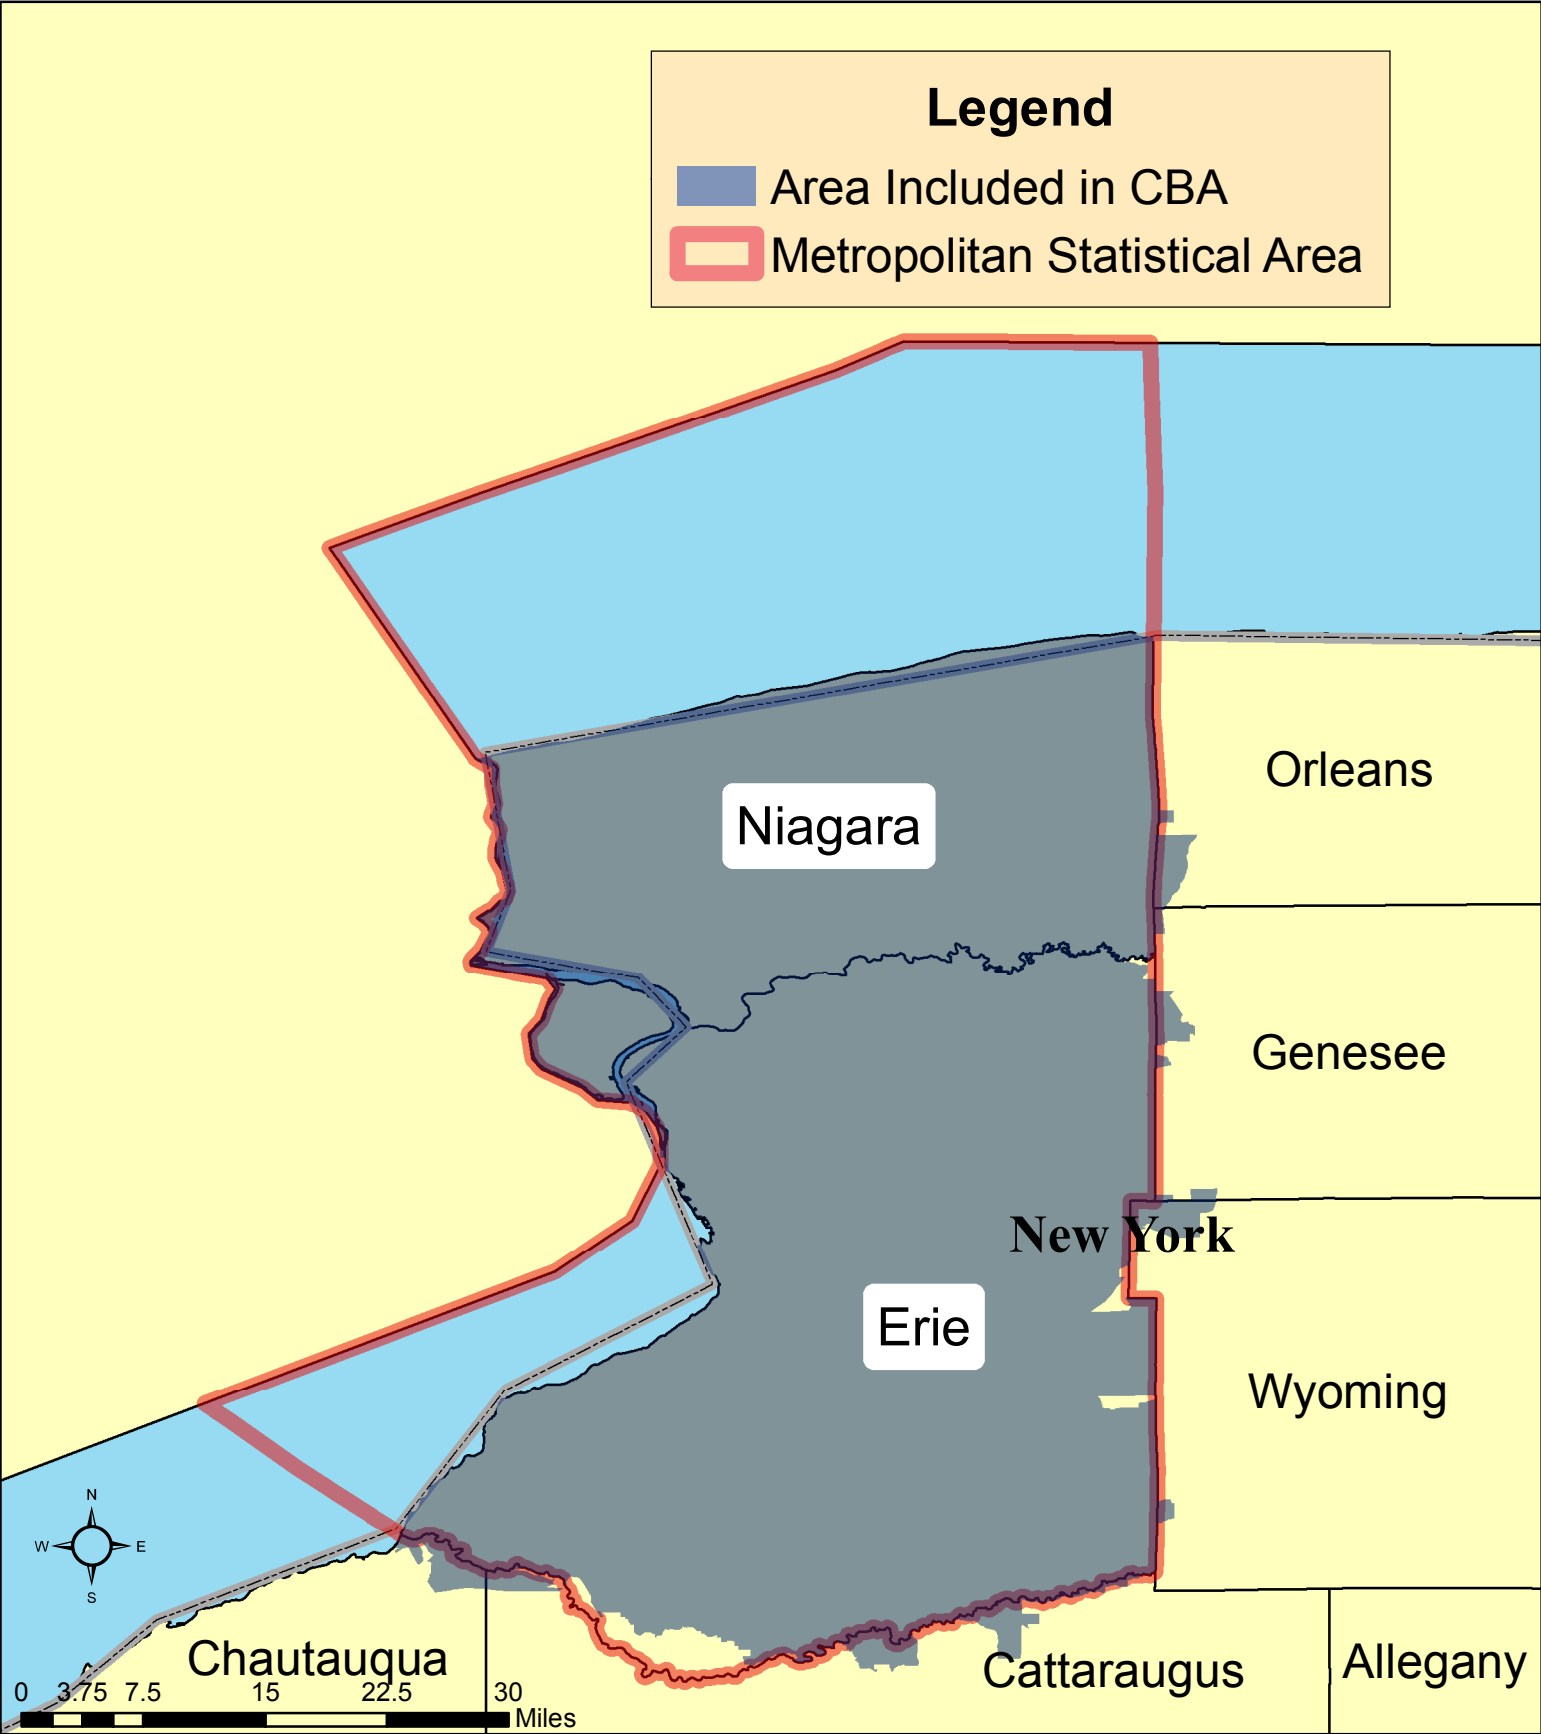 Legend
Area Included in CBA
Metropolitan Statistical Area
Orleans
Niagara
Genesee
New York
Erie
Wyoming
N
W E
S
Chautauqua
Cattaraugus
Allegany
0 3.75 7.5 15 22.5 30
Miles